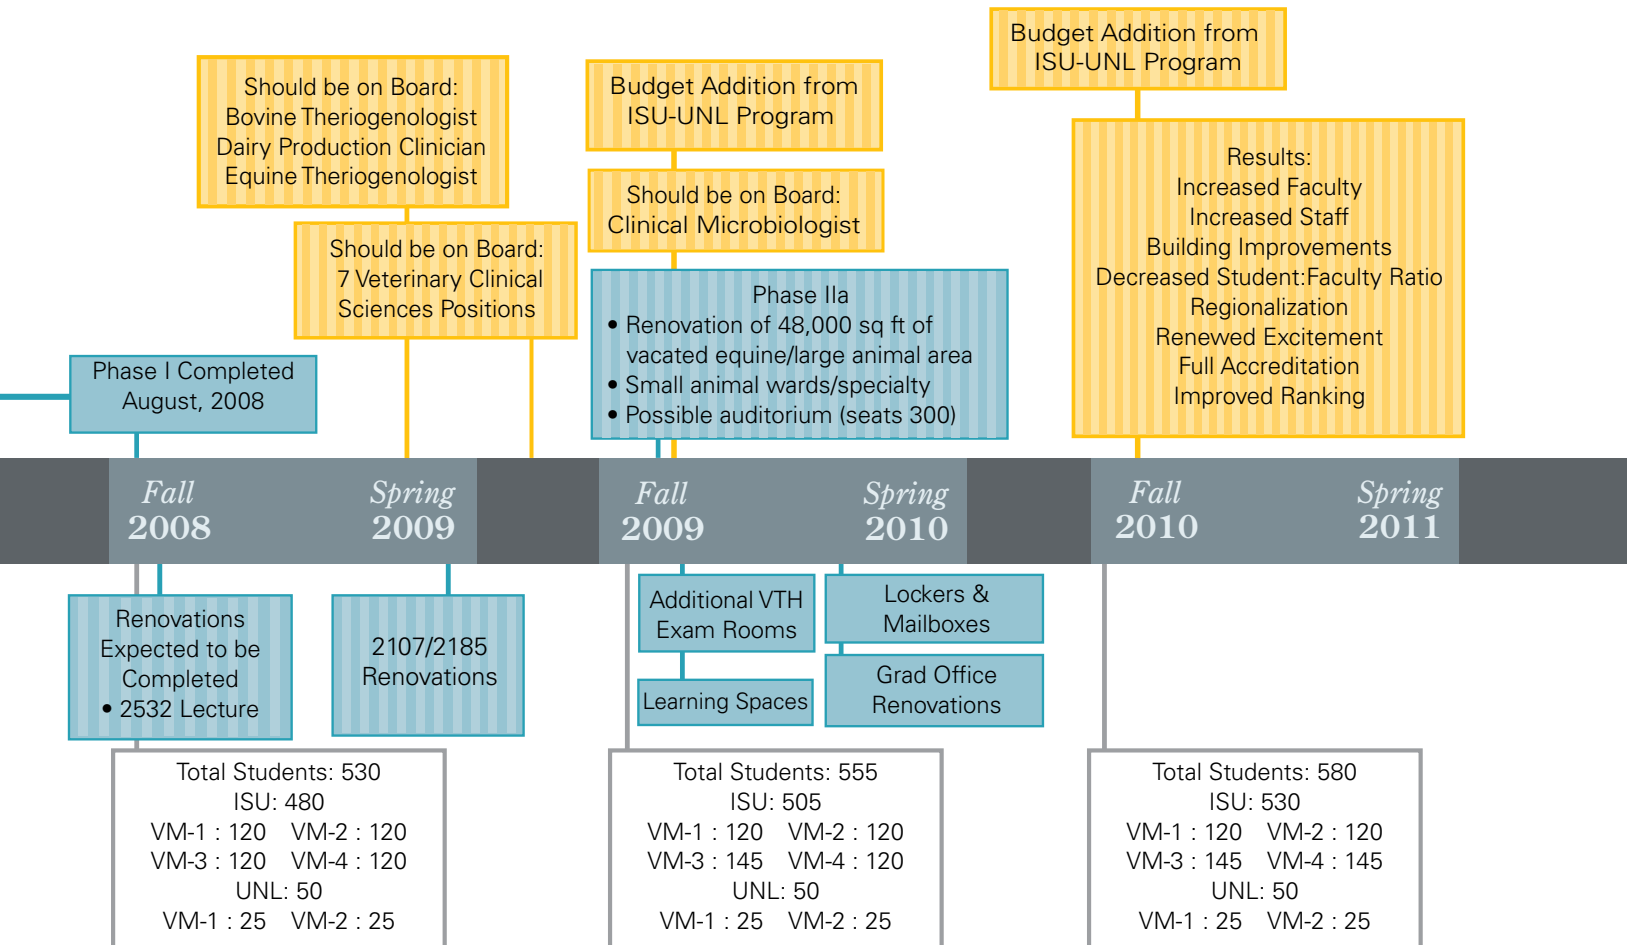 Should be on Board:
Bovine Theriogenologist
Dairy Production Clinician
Equine Theriogenologist
Should be on Board:
7 Veterinary Clinical
Sciences Positions
Budget Addition from
ISU-UNL Program
Should be on Board:
Clinical Microbiologist
Budget Addition from
ISU-UNL Program
Results:
Increased Faculty
Increased Staff
Building Improvements
Decreased Student:Faculty Ratio
Regionalization
Renewed Excitement
Full Accreditation
Improved Ranking
Phase I Completed
August, 2008
Phase IIa
• Renovation of 48,000 sq ft of
vacated equine/large animal area
• Small animal wards/specialty
• Possible auditorium (seats 300)
Fall
2008
Spring
2009
Fall
2009
Spring
2010
Fall
2010
Spring
2011
Renovations
Expected to be
Completed
• 2532 Lecture
2107/2185
Renovations
Additional VTH
Exam Rooms
Learning Spaces
Lockers &
Mailboxes
Grad Office
Renovations
Total Students: 530
ISU: 480
VM-1 : 120 VM-2 : 120
VM-3 : 120 VM-4 : 120
UNL: 50
VM-1 : 25 VM-2 : 25
Total Students: 555
ISU: 505
VM-1 : 120 VM-2 : 120
VM-3 : 145 VM-4 : 120
UNL: 50
VM-1 : 25 VM-2 : 25
Total Students: 580
ISU: 530
VM-1 : 120 VM-2 : 120
VM-3 : 145 VM-4 : 145
UNL: 50
VM-1 : 25 VM-2 : 25